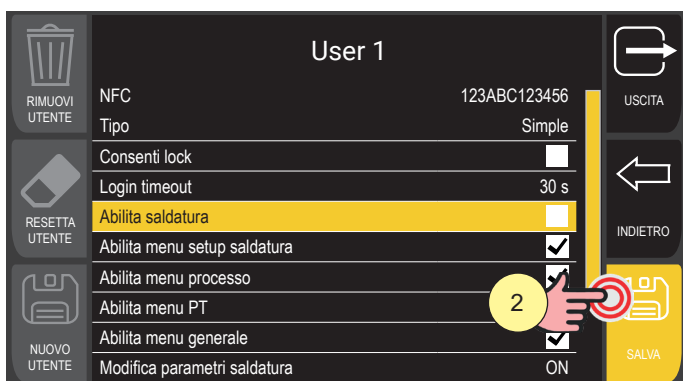 User 1
RIMUOVI
UTENTE
NFC 123ABC123456
Tipo Simple
Consenti lock
Login timeout 30 s
RESETTA
UTENTE
Abilita saldatura
Abilita menu setup saldatura
Abilita menu processo
Abilita menu PT
Abilita menu generale
NUOVO
UTENTE
Modifica parametri saldatura ON
USCITA
INDIETRO
2
SALVA